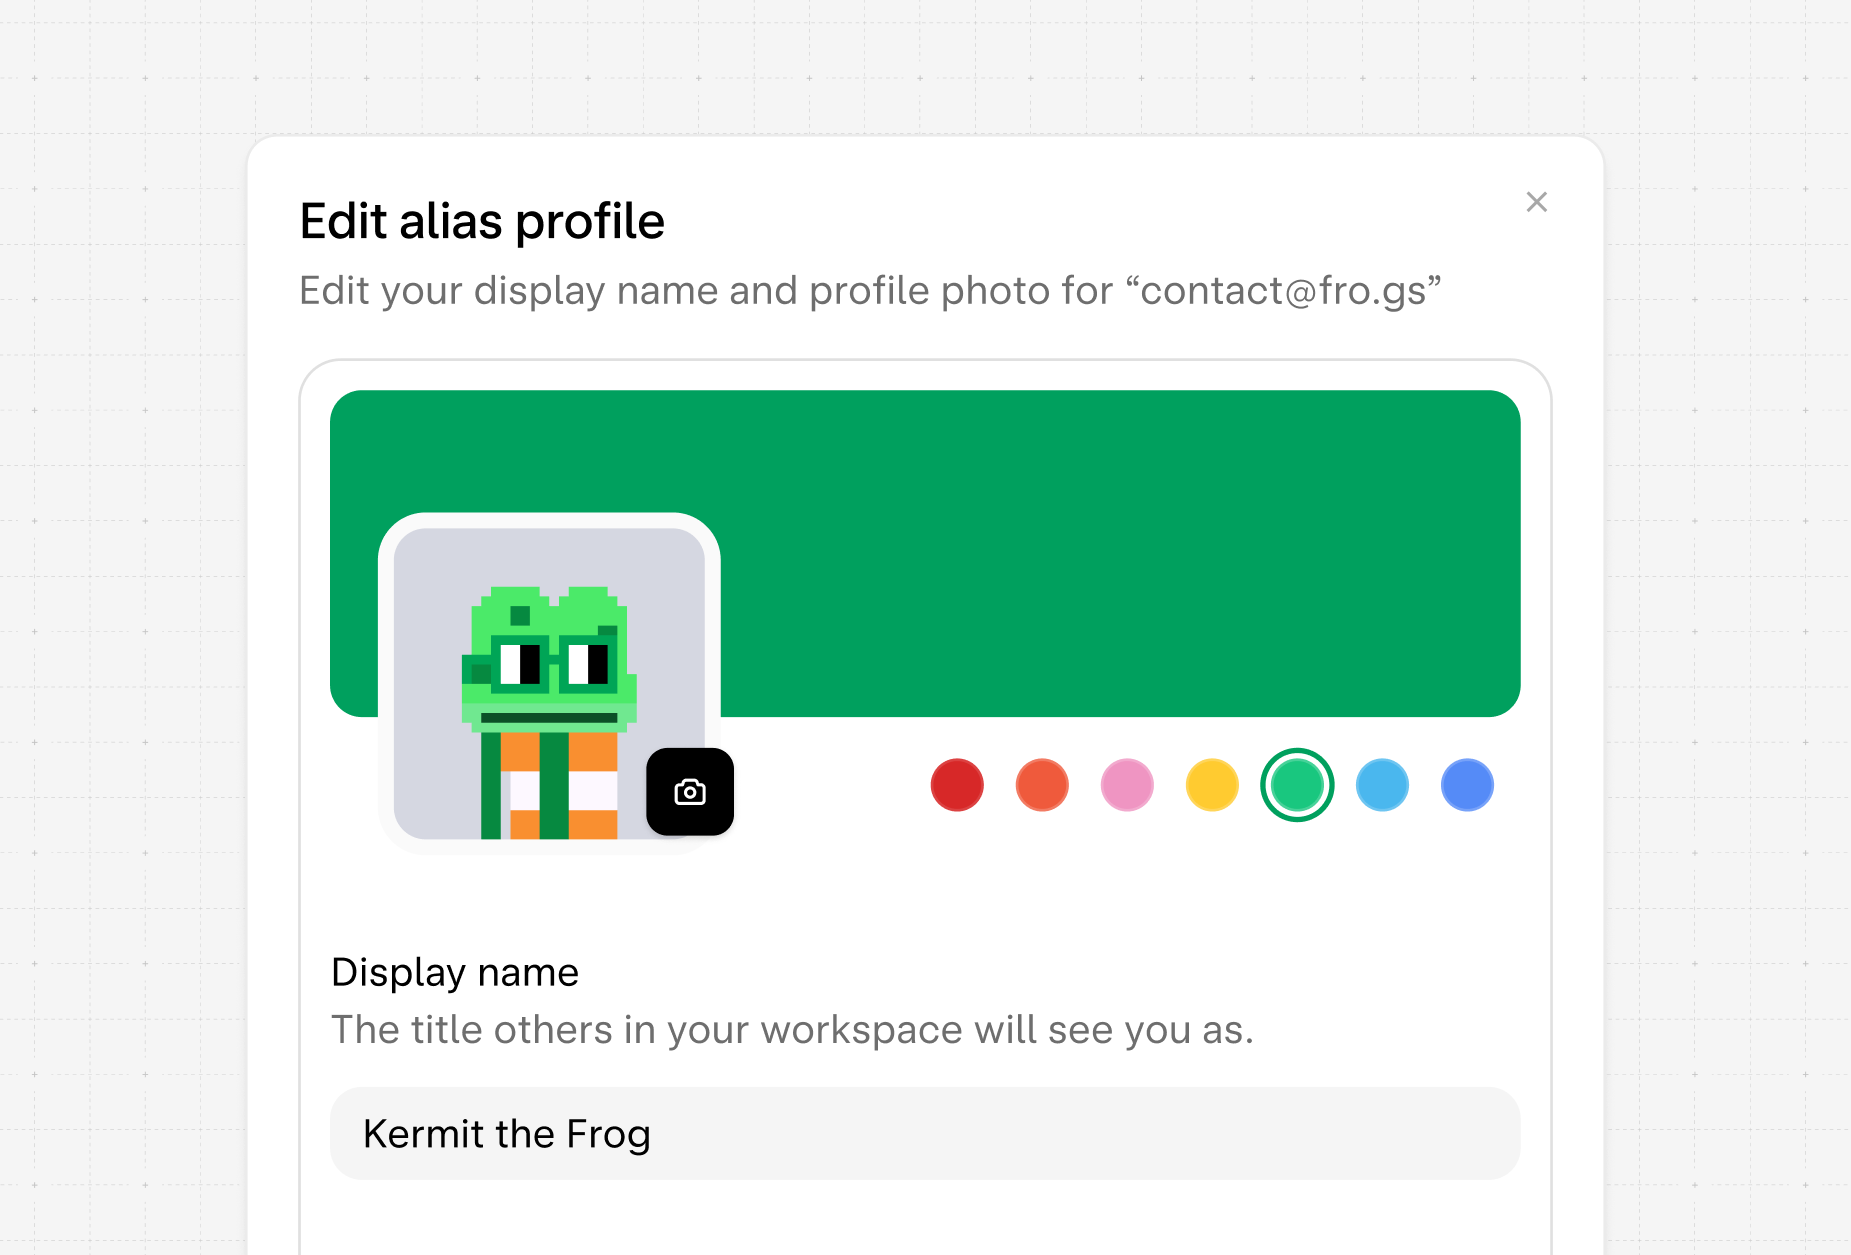 Edit alias profile
Edit your display name and profile photo for “contact@fro.gs”
Display name
The title others in your workspace will see you as.
Kermit the Frog